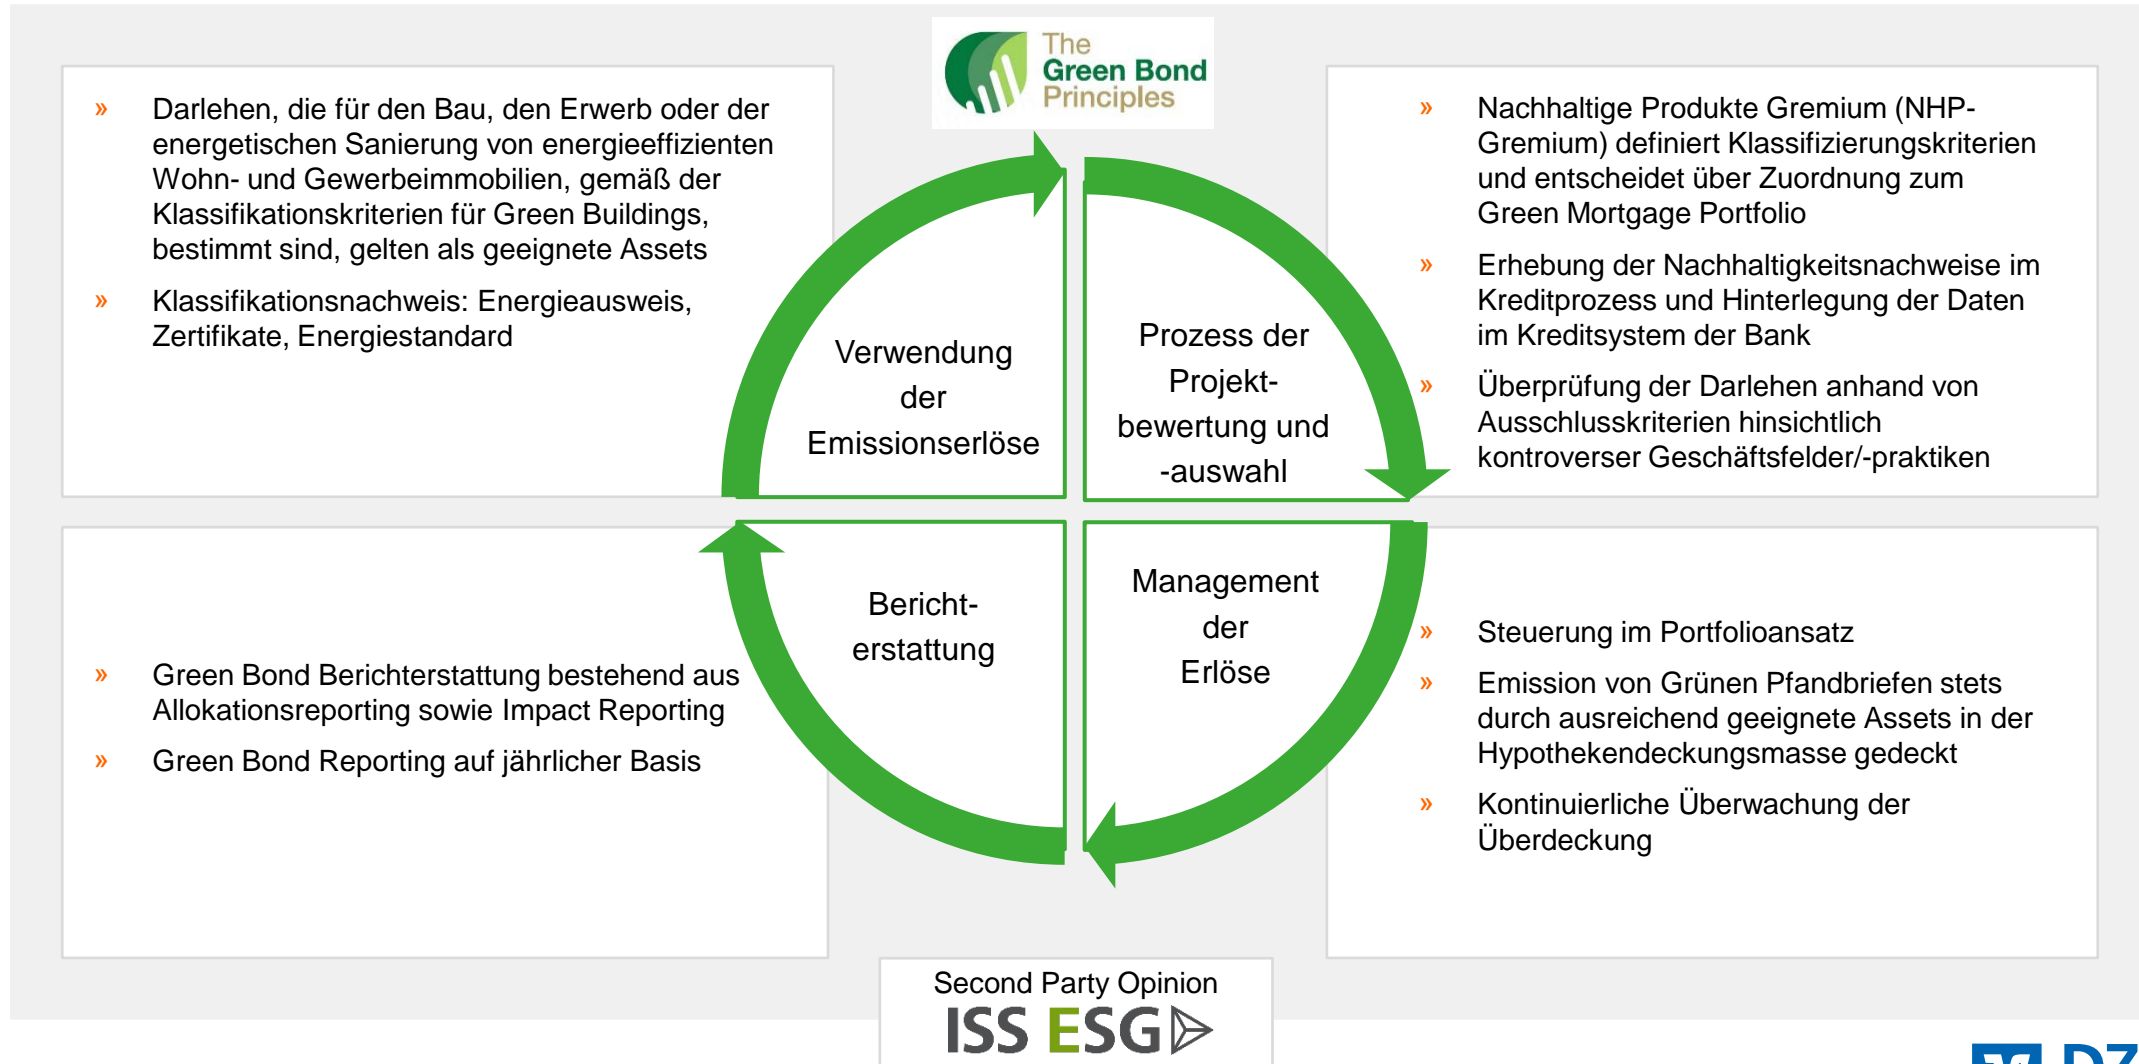 The
Green Bond
Principles
» Darlehen, die für den Bau, den Erwerb oder der
energetischen Sanierung von energieeffizienten
Wohn- und Gewerbeimmobilien, gemäß der
Klassifikationskriterien für Green Buildings,
bestimmt sind, gelten als geeignete Assets
» Klassifikationsnachweis: Energieausweis,
Zertifikate, Energiestandard
Verwendung
der
Emissionserlöse
Prozess der
Projekt-
bewertung und
-auswahl
» Nachhaltige Produkte Gremium (NHP-
Gremium) definiert Klassifizierungskriterien
und entscheidet über Zuordnung zum
Green Mortgage Portfolio
» Erhebung der Nachhaltigkeitsnachweise im
Kreditprozess und Hinterlegung der Daten
im Kreditsystem der Bank
» Überprüfung der Darlehen anhand von
Ausschlusskriterien hinsichtlich
kontroverser Geschäftsfelder/-praktiken
» Green Bond Berichterstattung bestehend aus
Allokationsreporting sowie Impact Reporting
» Green Bond Reporting auf jährlicher Basis
Bericht-
erstattung
Management
der
Erlöse
» Steuerung im Portfolioansatz
» Emission von Grünen Pfandbriefen stets
durch ausreichend geeignete Assets in der
Hypothekendeckungsmasse gedeckt
» Kontinuierliche Überwachung der
Überdeckung
Second Party Opinion
ISS ESG
DZ